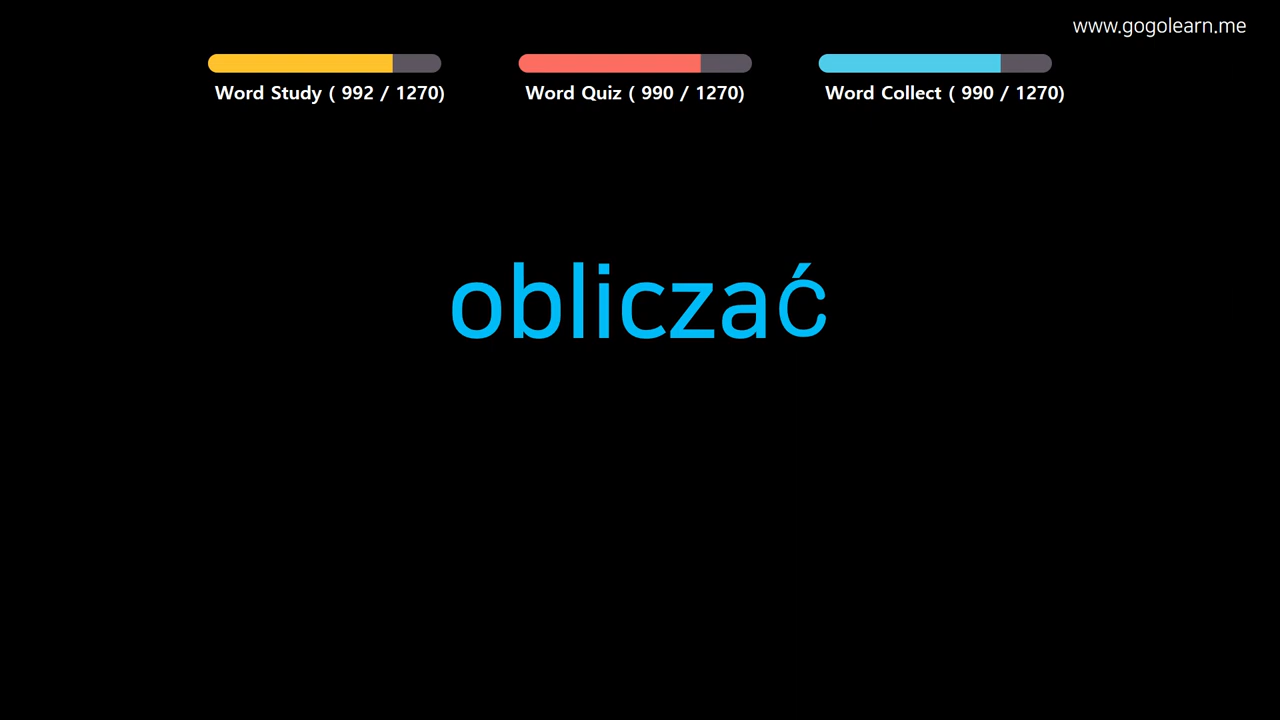 www.gogolearn.me
Word Study ( 992 / 1270)
Word Quiz ( 990 / 1270)
Word Collect ( 990 / 1270)
obliczać